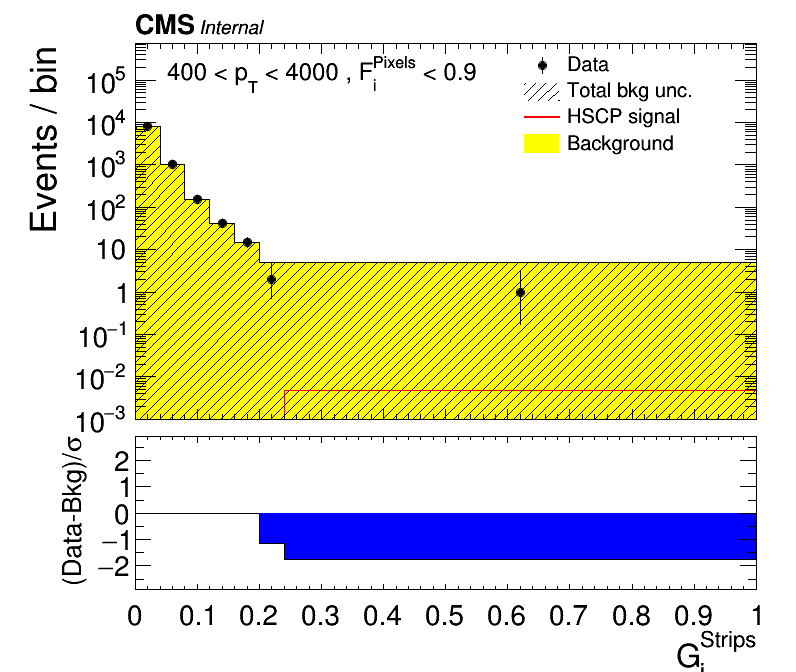 CMS Internal
Events / bin
400 < p_T < 4000 , F_i^Pixels < 0.9
Data
Total bkg unc.
HSCP signal
Background
10^5
10^4
10^3
10^2
10
1
10^−1
10^−2
10^−3
(Data-Bkg)/σ
2
1
0
−1
−2
0 0.1 0.2 0.3 0.4 0.5 0.6 0.7 0.8 0.9 1
G_i^Strips